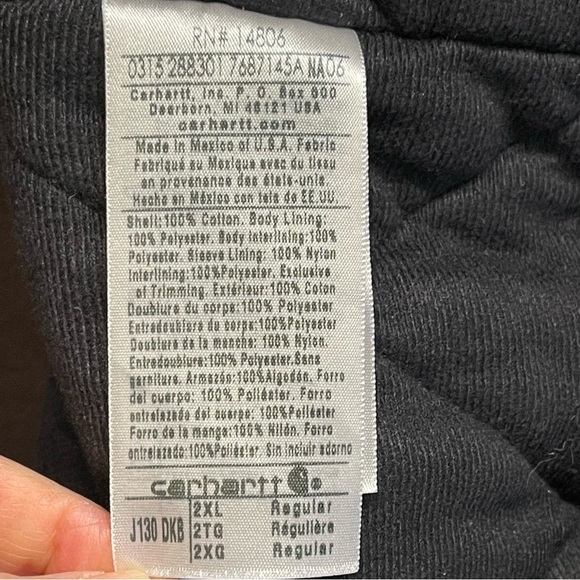 RN# 14806
0315 288301 7687145A NA06
Carhartt, Inc. P. O. Box 600
Dearborn, MI 48121 USA
carhartt.com
Made in Mexico of U.S.A. Fabric
Fabriqué au Mexique avec du tissu
en provenance des états-unis.
Hecho en México con tela de EE.UU.
Shell:100% Cotton. Body Lining:
100% Polyester. Body Interlining:100%
Polyester. Sleeve Lining: 100% Nylon
Interlining:100%Polyester. Exclusive
of Trimming. Extérieur:100% Coton
Doublure du corps:100% Polyester
Entredoublure du corps:100%Polyester
Doublure de la manche: 100% Nylon.
Entredoublure:100% Polyester.Sans
garniture. Armazón:100%Algodón. Forro
del cuerpo: 100% Poliéster. Forro
entretelado del cuerpo: 100%Poliéster
Forro de la manga:100% Nilón. Forro
entretelado:100%Poliéster. Sin incluir adorno
carhartt
J130 DKB
2XL Regular
2TG Régulière
2XG Regular